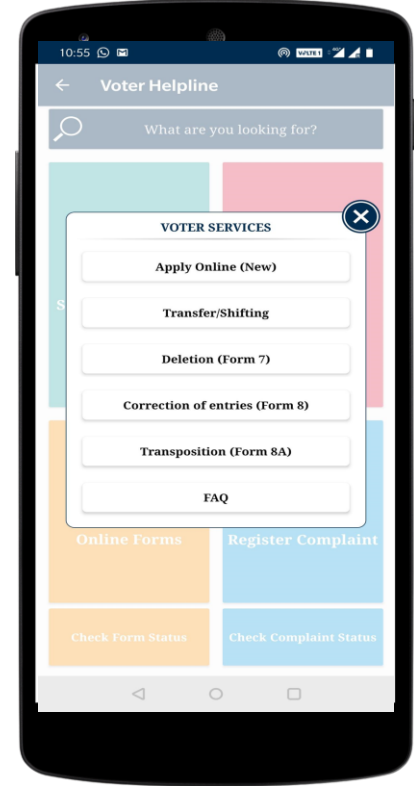 10:55
VoLTE 1
Voter Helpline
What are you looking for?
VOTER SERVICES
Apply Online (New)
Transfer/Shifting
S
Deletion (Form 7)
Correction of entries (Form 8)
Transposition (Form 8A)
FAQ
Online Forms
Register Complaint
Check Form Status
Check Complaint Status